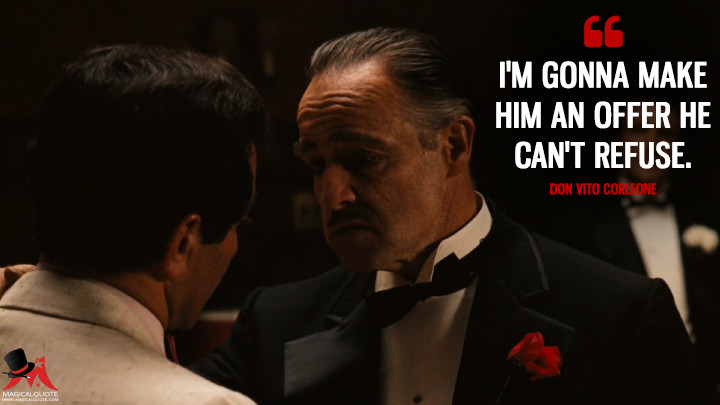 I'M GONNA MAKE
HIM AN OFFER HE
CAN'T REFUSE.
DON VITO CORLEONE
MAGICALQUOTE
WWW.MAGICALQUOTE.COM